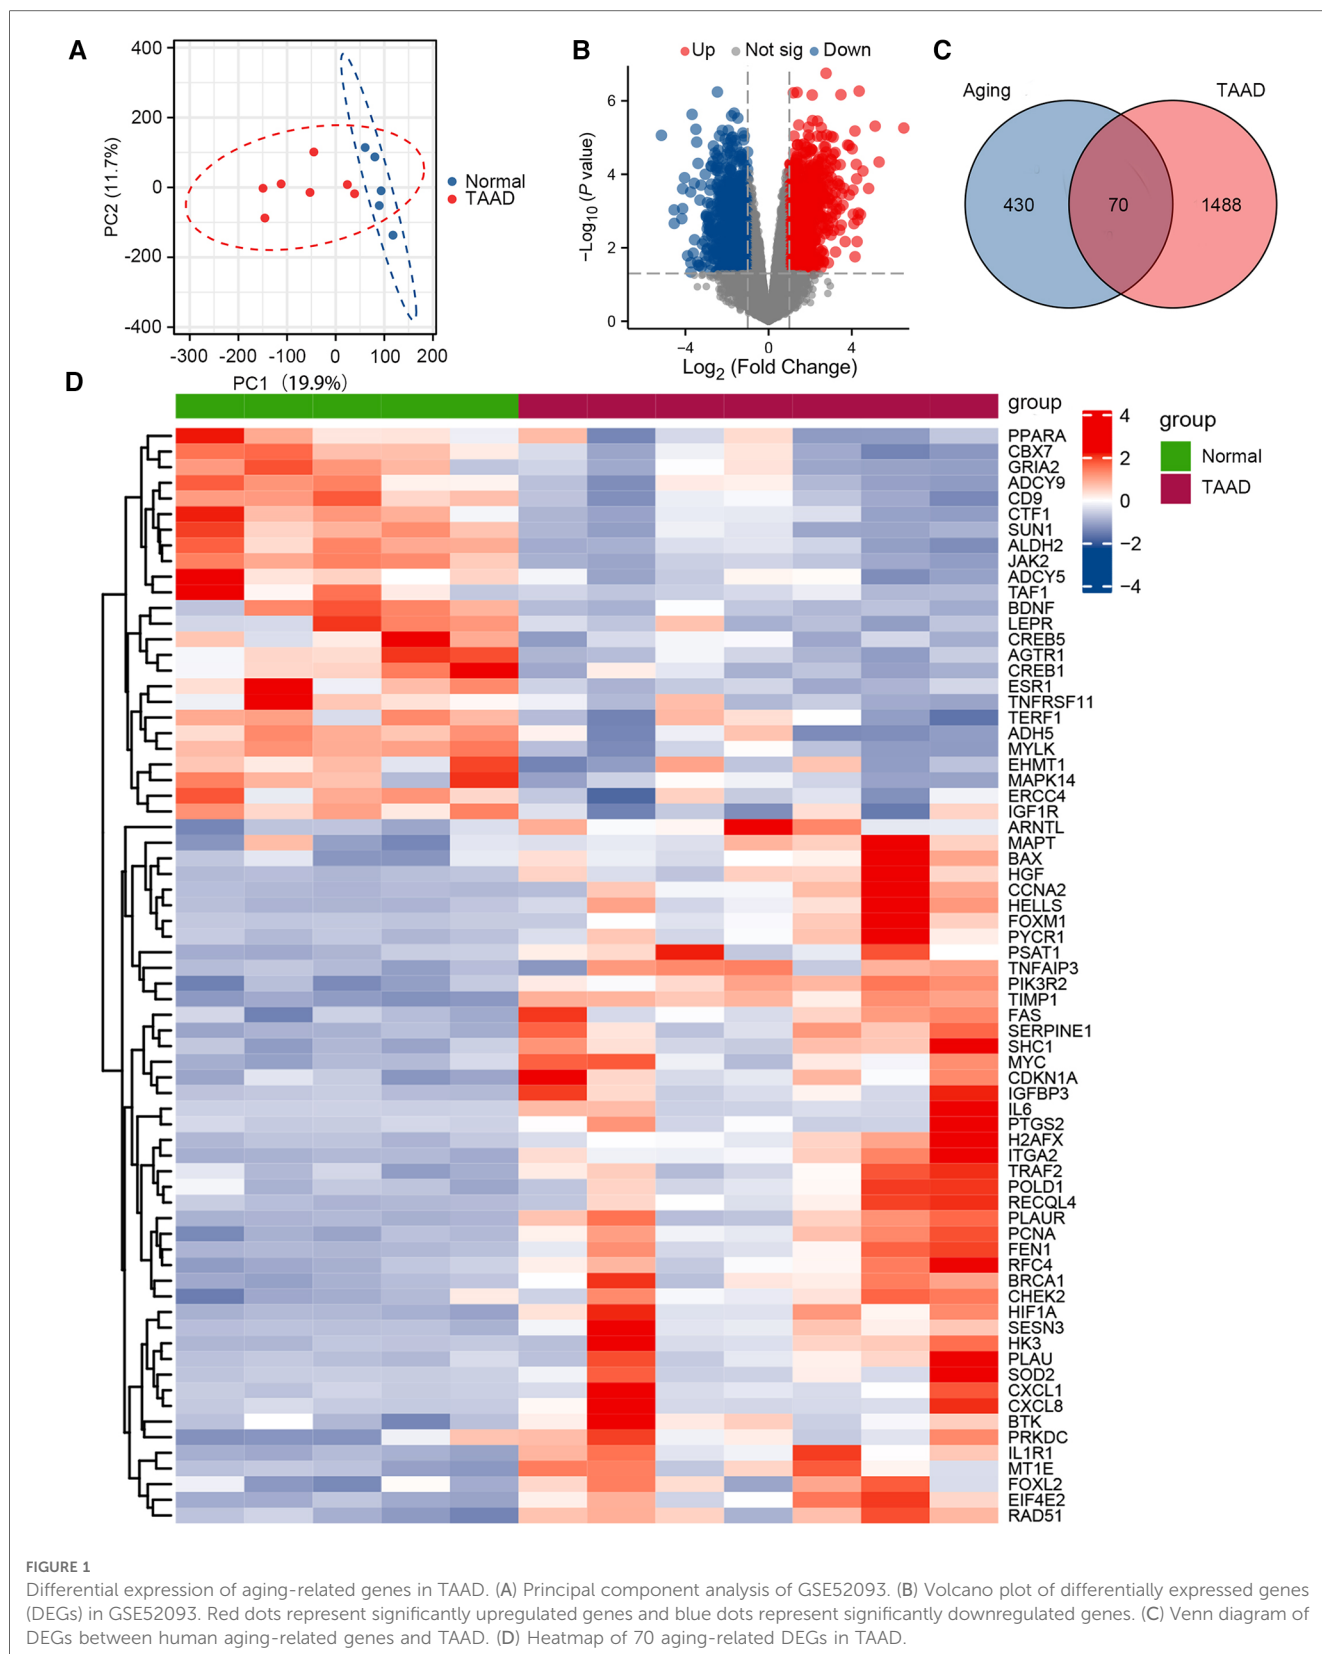 A
400
200
0
-200
-400
PC2 (11.7%)
-300 -200 -100 0 100 200
PC1 (19.9%)
Normal
TAAD
B
Up Not sig Down
6
4
2
0
−Log10 (P value)
−4 0 4
Log2 (Fold Change)
C
Aging TAAD
430 70 1488
D
group
PPARA
CBX7
GRIA2
ADCY9
CD9
CTF1
SUN1
ALDH2
JAK2
ADCY5
TAF1
BDNF
LEPR
CREB5
AGTR1
CREB1
ESR1
TNFRSF11
TERF1
ADH5
MYLK
EHMT1
MAPK14
ERCC4
IGF1R
ARNTL
MAPT
BAX
HGF
CCNA2
HELLS
FOXM1
PYCR1
PSAT1
TNFAIP3
PIK3R2
TIMP1
FAS
SERPINE1
SHC1
MYC
CDKN1A
IGFBP3
IL6
PTGS2
H2AFX
ITGA2
TRAF2
POLD1
RECQL4
PLAUR
PCNA
FEN1
RFC4
BRCA1
CHEK2
HIF1A
SESN3
HK3
PLAU
SOD2
CXCL1
CXCL8
BTK
PRKDC
IL1R1
MT1E
FOXL2
EIF4E2
RAD51
4
2
0
−2
−4
group
Normal
TAAD
FIGURE 1
Differential expression of aging-related genes in TAAD. (A) Principal component analysis of GSE52093. (B) Volcano plot of differentially expressed genes
(DEGs) in GSE52093. Red dots represent significantly upregulated genes and blue dots represent significantly downregulated genes. (C) Venn diagram of
DEGs between human aging-related genes and TAAD. (D) Heatmap of 70 aging-related DEGs in TAAD.